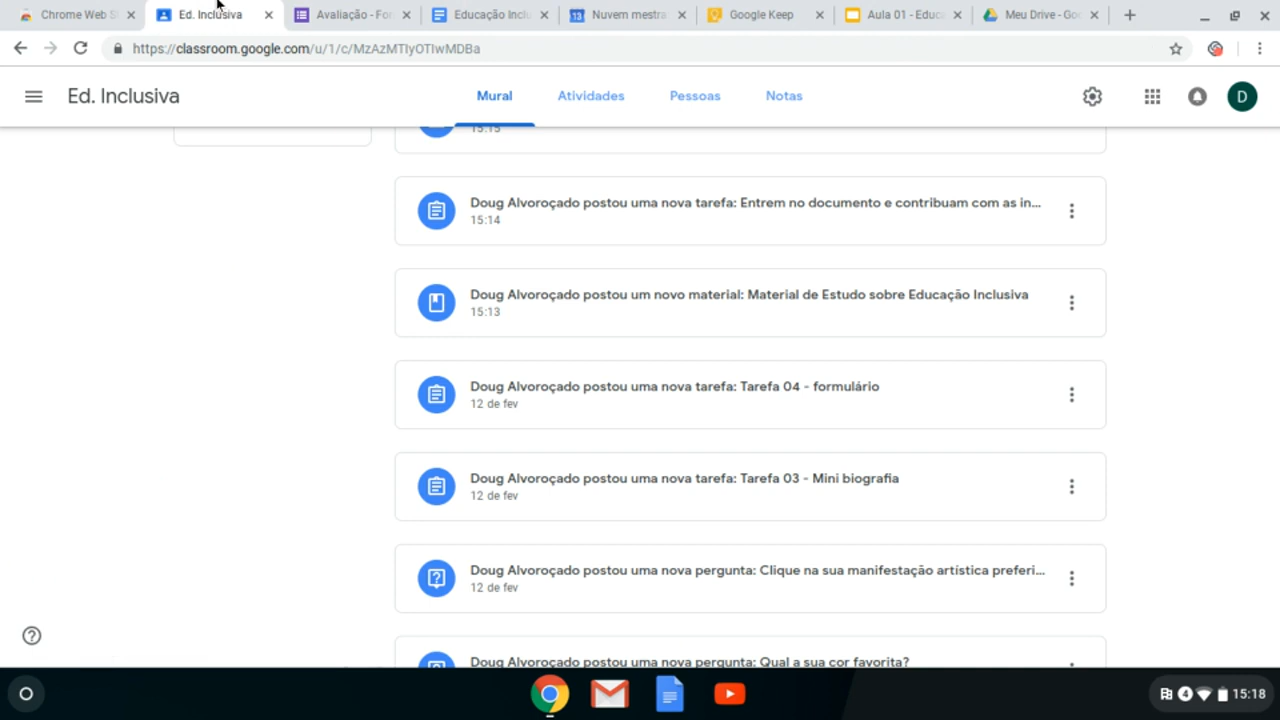 Chrome Web S
Ed. Inclusiva
Avaliação - For
Educação Inclu
Nuvem mestra
Google Keep
Aula 01 - Educa
Meu Drive - Goo
https://classroom.google.com/u/1/c/MzAzMTIyOTIwMDBa
Ed. Inclusiva
Mural
Atividades
Pessoas
Notas
D
15:15
Doug Alvoroçado postou uma nova tarefa: Entrem no documento e contribuam com as in...
15:14
Doug Alvoroçado postou um novo material: Material de Estudo sobre Educação Inclusiva
15:13
Doug Alvoroçado postou uma nova tarefa: Tarefa 04 - formulário
12 de fev
Doug Alvoroçado postou uma nova tarefa: Tarefa 03 - Mini biografia
12 de fev
Doug Alvoroçado postou uma nova pergunta: Clique na sua manifestação artística preferi...
12 de fev
Doug Alvoroçado postou uma nova pergunta: Qual a sua cor favorita?
4
15:18